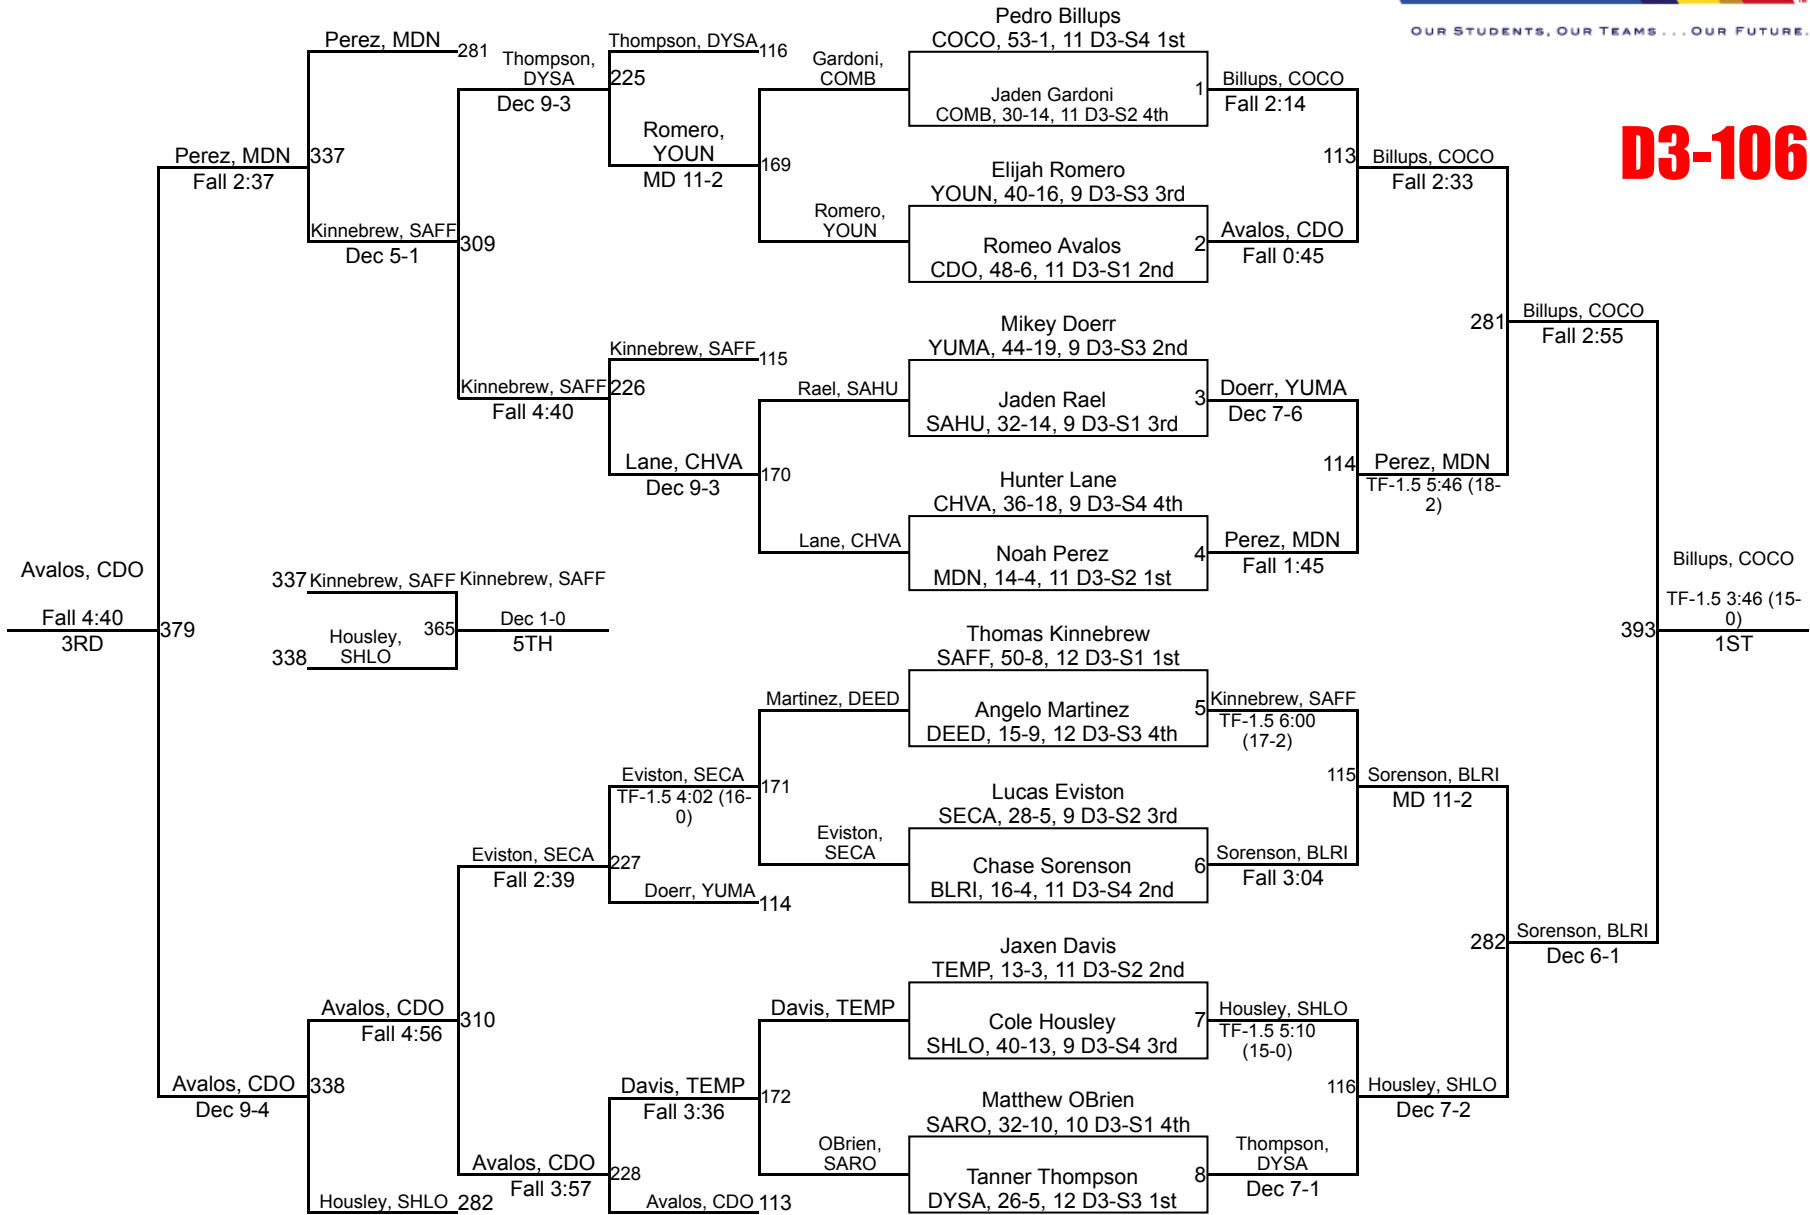 OUR STUDENTS, OUR TEAMS . . . OUR FUTURE.
D3-106
Pedro Billups
COCO, 53-1, 11 D3-S4 1st
Jaden Gardoni
COMB, 30-14, 11 D3-S2 4th
1
Elijah Romero
YOUN, 40-16, 9 D3-S3 3rd
Romeo Avalos
CDO, 48-6, 11 D3-S1 2nd
2
Mikey Doerr
YUMA, 44-19, 9 D3-S3 2nd
Jaden Rael
SAHU, 32-14, 9 D3-S1 3rd
3
Hunter Lane
CHVA, 36-18, 9 D3-S4 4th
Noah Perez
MDN, 14-4, 11 D3-S2 1st
4
Thomas Kinnebrew
SAFF, 50-8, 12 D3-S1 1st
Angelo Martinez
DEED, 15-9, 12 D3-S3 4th
5
Lucas Eviston
SECA, 28-5, 9 D3-S2 3rd
Chase Sorenson
BLRI, 16-4, 11 D3-S4 2nd
6
Jaxen Davis
TEMP, 13-3, 11 D3-S2 2nd
Cole Housley
SHLO, 40-13, 9 D3-S4 3rd
7
Matthew OBrien
SARO, 32-10, 10 D3-S1 4th
Tanner Thompson
DYSA, 26-5, 12 D3-S3 1st
8
Billups, COCO
Fall 2:14
113
Avalos, CDO
Fall 0:45
Doerr, YUMA
Dec 7-6
114
Perez, MDN
Fall 1:45
Kinnebrew, SAFF
TF-1.5 6:00
(17-2)
115
Sorenson, BLRI
Fall 3:04
Housley, SHLO
TF-1.5 5:10
(15-0)
116
Thompson,
DYSA
Dec 7-1
Billups, COCO
Fall 2:33
281
Perez, MDN
TF-1.5 5:46 (18-
2)
Sorenson, BLRI
MD 11-2
282
Housley, SHLO
Dec 7-2
Billups, COCO
Fall 2:55
393
Sorenson, BLRI
Dec 6-1
Billups, COCO
TF-1.5 3:46 (15-
0)
1ST
Gardoni,
COMB
169
Romero,
YOUN
Rael, SAHU
170
Lane, CHVA
Martinez, DEED
171
Eviston,
SECA
Davis, TEMP
172
OBrien,
SARO
Thompson, DYSA
116
225
Romero,
YOUN
MD 11-2
Kinnebrew, SAFF
115
226
Lane, CHVA
Dec 9-3
Eviston, SECA
TF-1.5 4:02 (16-
0)
227
Doerr, YUMA
114
Davis, TEMP
Fall 3:36
228
Avalos, CDO
113
Thompson,
DYSA
Dec 9-3
309
Kinnebrew, SAFF
Fall 4:40
Eviston, SECA
Fall 2:39
310
Avalos, CDO
Fall 3:57
Perez, MDN
281
337
Kinnebrew, SAFF
Dec 5-1
Avalos, CDO
Fall 4:56
338
Housley, SHLO
282
Perez, MDN
Fall 2:37
379
Avalos, CDO
Dec 9-4
Avalos, CDO
Fall 4:40
3RD
337
Kinnebrew, SAFF
365
338
Housley,
SHLO
Kinnebrew, SAFF
Dec 1-0
5TH